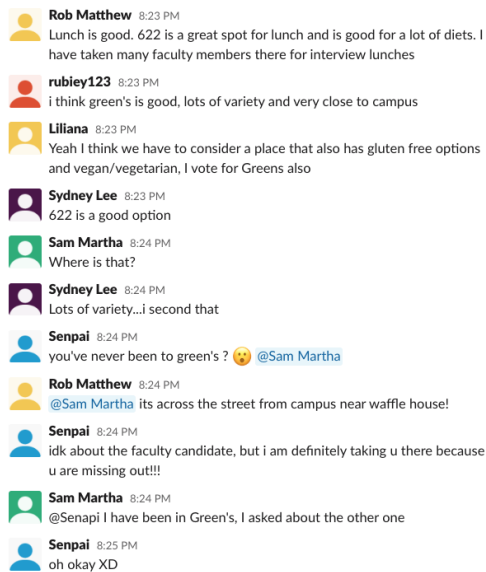 Rob Matthew 8:23 PM
Lunch is good. 622 is a great spot for lunch and is good for a lot of diets. I
have taken many faculty members there for interview lunches
rubiey123 8:23 PM
i think green's is good, lots of variety and very close to campus
Liliana 8:23 PM
Yeah I think we have to consider a place that also has gluten free options
and vegan/vegetarian, I vote for Greens also
Sydney Lee 8:23 PM
622 is a good option
Sam Martha 8:24 PM
Where is that?
Sydney Lee 8:24 PM
Lots of variety...i second that
Senpai 8:24 PM
you've never been to green's ? 😮 @Sam Martha
Rob Matthew 8:24 PM
@Sam Martha its across the street from campus near waffle house!
Senpai 8:24 PM
idk about the faculty candidate, but i am definitely taking u there because
u are missing out!!!
Sam Martha 8:24 PM
@Senapi I have been in Green's, I asked about the other one
Senpai 8:25 PM
oh okay XD